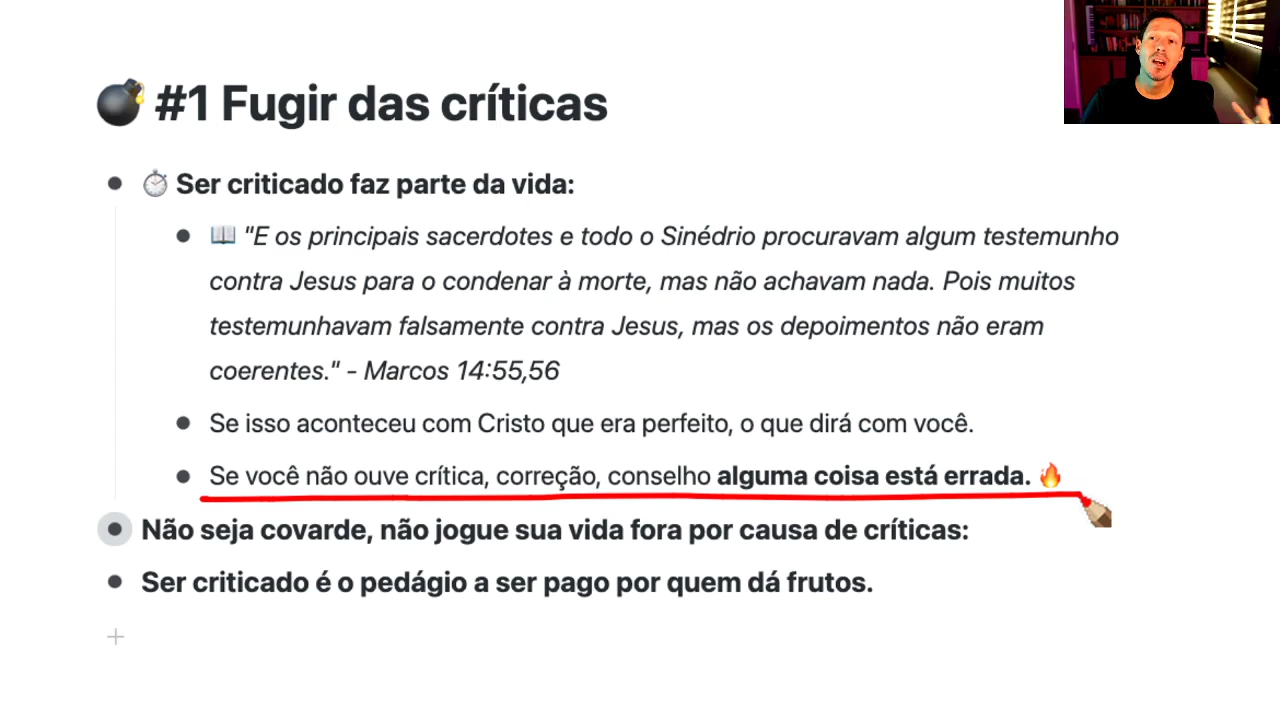 #1 Fugir das críticas
Ser criticado faz parte da vida:
"E os principais sacerdotes e todo o Sinédrio procuravam algum testemunho
contra Jesus para o condenar à morte, mas não achavam nada. Pois muitos
testemunhavam falsamente contra Jesus, mas os depoimentos não eram
coerentes." - Marcos 14:55,56
Se isso aconteceu com Cristo que era perfeito, o que dirá com você.
Se você não ouve crítica, correção, conselho alguma coisa está errada.
Não seja covarde, não jogue sua vida fora por causa de críticas:
Ser criticado é o pedágio a ser pago por quem dá frutos.